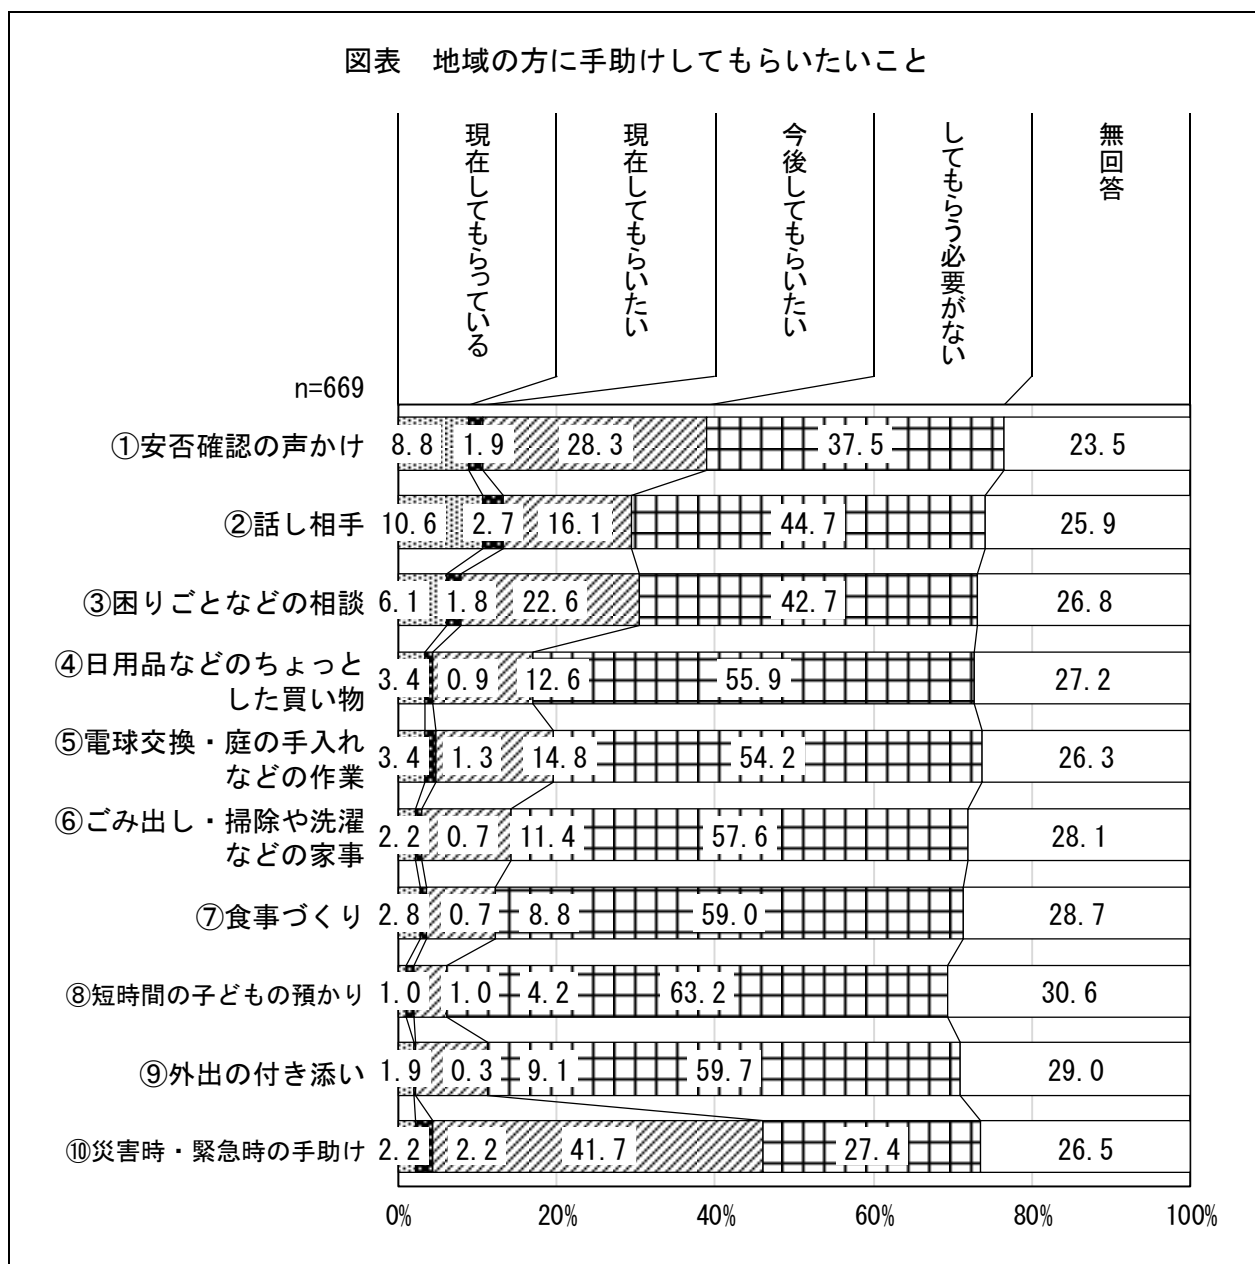 図表　地域の方に手助けしてもらいたいこと
現在してもらっている
現在してもらいたい
今後してもらいたい
してもらう必要がない
無回答
n=669
①安否確認の声かけ 8.8 1.9 28.3 37.5 23.5
②話し相手 10.6 2.7 16.1 44.7 25.9
③困りごとなどの相談 6.1 1.8 22.6 42.7 26.8
④日用品などのちょっと
した買い物 3.4 0.9 12.6 55.9 27.2
⑤電球交換・庭の手入れ
などの作業 3.4 1.3 14.8 54.2 26.3
⑥ごみ出し・掃除や洗濯
などの家事 2.2 0.7 11.4 57.6 28.1
⑦食事づくり 2.8 0.7 8.8 59.0 28.7
⑧短時間の子どもの預かり 1.0 1.0 4.2 63.2 30.6
⑨外出の付き添い 1.9 0.3 9.1 59.7 29.0
⑩災害時・緊急時の手助け 2.2 2.2 41.7 27.4 26.5
0% 20% 40% 60% 80% 100%